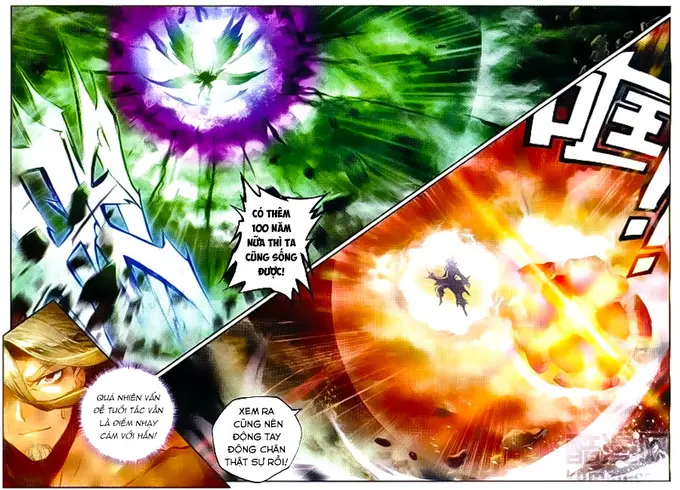 CÓ THÊM
100 NĂM
NỮA THÌ TA
CŨNG SỐNG
ĐƯỢC!
哇!!
QUẢ NHIÊN VẤN
ĐỀ TUỔI TÁC VẪN
LÀ ĐIỂM NHẠY
CẢM VỚI HẮN!
XEM RA
CŨNG NÊN
ĐỘNG TAY
ĐỘNG CHÂN
THẬT SỰ RỒI!